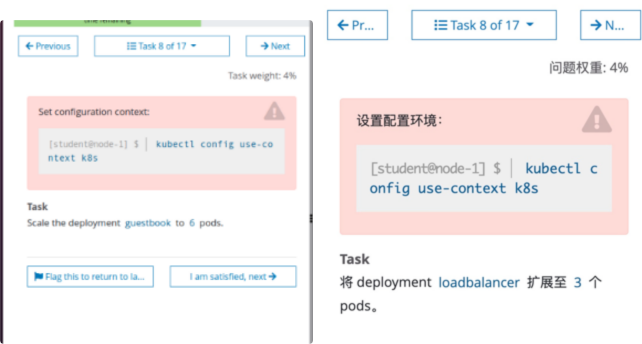 time remaining
Previous
Task 8 of 17
Next
Task weight: 4%
Set configuration context:
[student@node-1] $ | kubectl config use-co
ntext k8s
Task
Scale the deployment guestbook to 6 pods.
Flag this to return to la...
I am satisfied, next
Pr...
Task 8 of 17
N...
问题权重: 4%
设置配置环境:
[student@node-1] $ | kubectl c
onfig use-context k8s
Task
将 deployment loadbalancer 扩展至 3 个
pods。